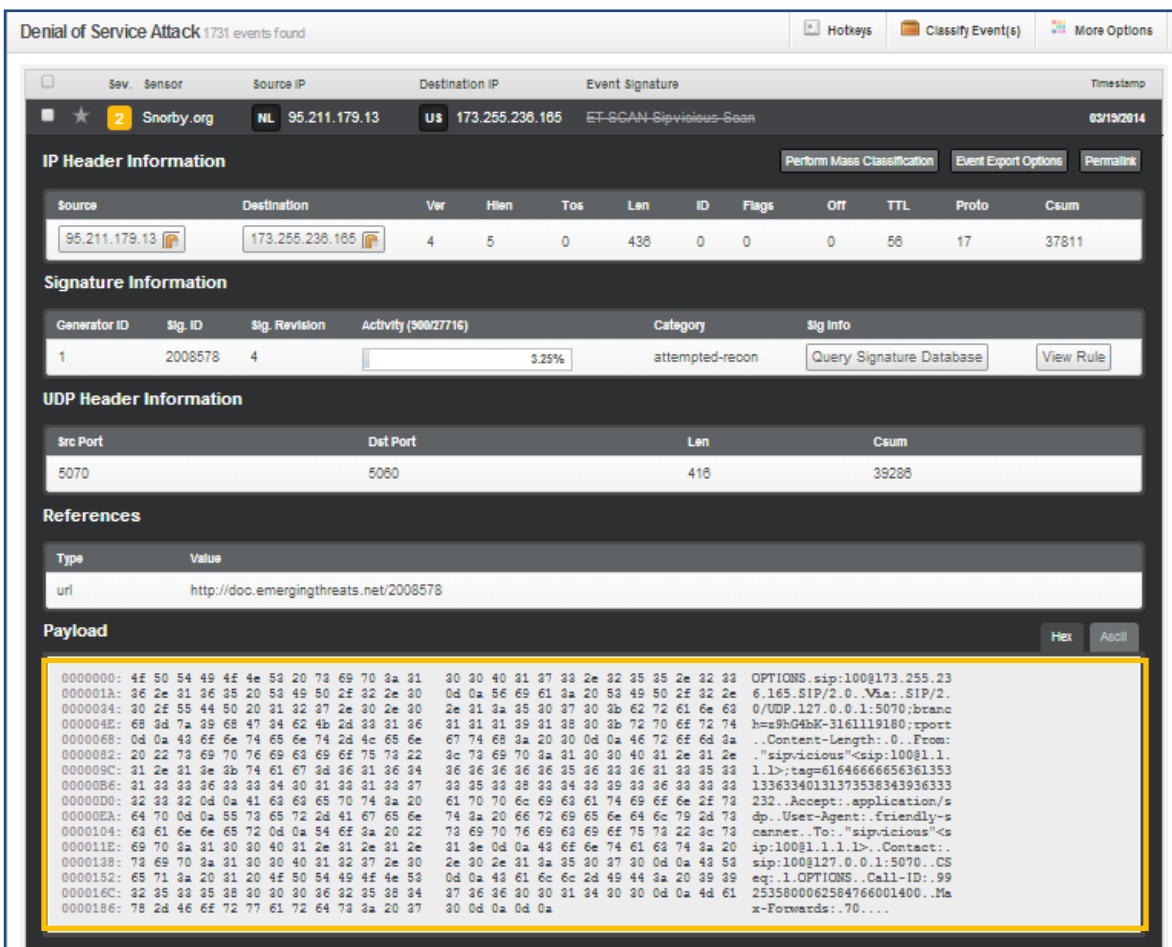 Denial of Service Attack 1731 events found
Hotkeys
Classify Event(s)
More Options
Sev. Sensor Source IP Destination IP Event Signature Timestamp
2 Snorby.org NL 95.211.179.13 US 173.255.236.165 ET SCAN Sipvicious Scan 03/19/2014
IP Header Information
Perform Mass Classification Event Export Options Permalink
Source Destination Ver Hlen Tos Len ID Flags Off TTL Proto Csum
95.211.179.13 173.255.236.165 4 5 0 436 0 0 0 56 17 37811
Signature Information
Generator ID Sig. ID Sig. Revision Activity (900/27716) Category Sig Info
1 2008578 4 3.25% attempted-recon Query Signature Database View Rule
UDP Header Information
Src Port Dst Port Len Csum
5070 5060 416 39286
References
Type Value
url http://doc.emergingthreats.net/2008578
Payload
Hex Ascii
0000000: 4f 50 54 49 4f 4e 53 20 73 69 70 3a 31 30 30 40 31 37 33 2e 32 35 35 2e 32 33 OPTIONS.sip:100@173.255.23
000001A: 36 2e 31 36 35 20 53 49 50 2f 32 2e 30 0d 0a 56 69 61 3a 20 53 49 50 2f 32 2e 6.165.SIP/2.0..Via:.SIP/2.
0000034: 30 2f 55 44 50 20 31 32 37 2e 30 2e 30 2e 31 3a 35 30 37 30 3b 62 72 61 6e 63 0/UDP.127.0.0.1:5070;branc
000004E: 68 3d 7a 39 68 47 34 62 4b 2d 33 31 36 31 31 31 39 31 38 30 3b 72 70 6f 72 74 h=z9hG4bK-3161119180;rport
0000068: 0d 0a 43 6f 6e 74 65 6e 74 2d 4c 65 6e 67 74 68 3a 20 30 0d 0a 46 72 6f 6d 3a ..Content-Length:.0..From:
0000082: 20 22 73 69 70 76 69 63 69 6f 75 73 22 3c 73 69 70 3a 31 30 30 40 31 2e 31 2e ."sipvicious"<sip:100@1.1.
000009C: 31 2e 31 3e 3b 74 61 67 3d 36 31 36 34 36 36 36 36 36 35 36 33 36 31 33 35 33 1.1>;tag=61646666656361353
00000B6: 31 33 33 36 33 33 34 30 31 33 31 33 37 33 35 33 38 33 34 33 39 33 36 33 33 33 13363340131373538343936333
00000D0: 32 33 32 0d 0a 41 63 63 65 70 74 3a 20 61 70 70 6c 69 63 61 74 69 6f 6e 2f 73 232..Accept:.application/s
00000EA: 64 70 0d 0a 55 73 65 72 2d 41 67 65 6e 74 3a 20 66 72 69 65 6e 64 6c 79 2d 73 dp..User-Agent:.friendly-s
0000104: 63 61 6e 6e 65 72 0d 0a 54 6f 3a 20 22 73 69 70 76 69 63 69 6f 75 73 22 3c 73 canner..To:."sipvicious"<s
000011E: 69 70 3a 31 30 30 40 31 2e 31 2e 31 2e 31 3e 0d 0a 43 6f 6e 74 61 63 74 3a 20 ip:100@1.1.1.1>..Contact:.
0000138: 73 69 70 3a 31 30 30 40 31 32 37 2e 30 2e 30 2e 31 3a 35 30 37 30 0d 0a 43 53 sip:100@127.0.0.1:5070..CS
0000152: 65 71 3a 20 31 20 4f 50 54 49 4f 4e 53 0d 0a 43 61 6c 6c 2d 49 44 3a 20 39 39 eq:.1.OPTIONS..Call-ID:.99
000016C: 32 35 33 35 38 30 30 30 36 32 35 38 34 37 36 36 30 30 31 34 30 30 0d 0a 4d 61 253580006258476 6001400..Ma
0000186: 78 2d 46 6f 72 77 61 72 64 73 3a 20 37 30 0d 0a 0d 0a x-Forwards:.70....